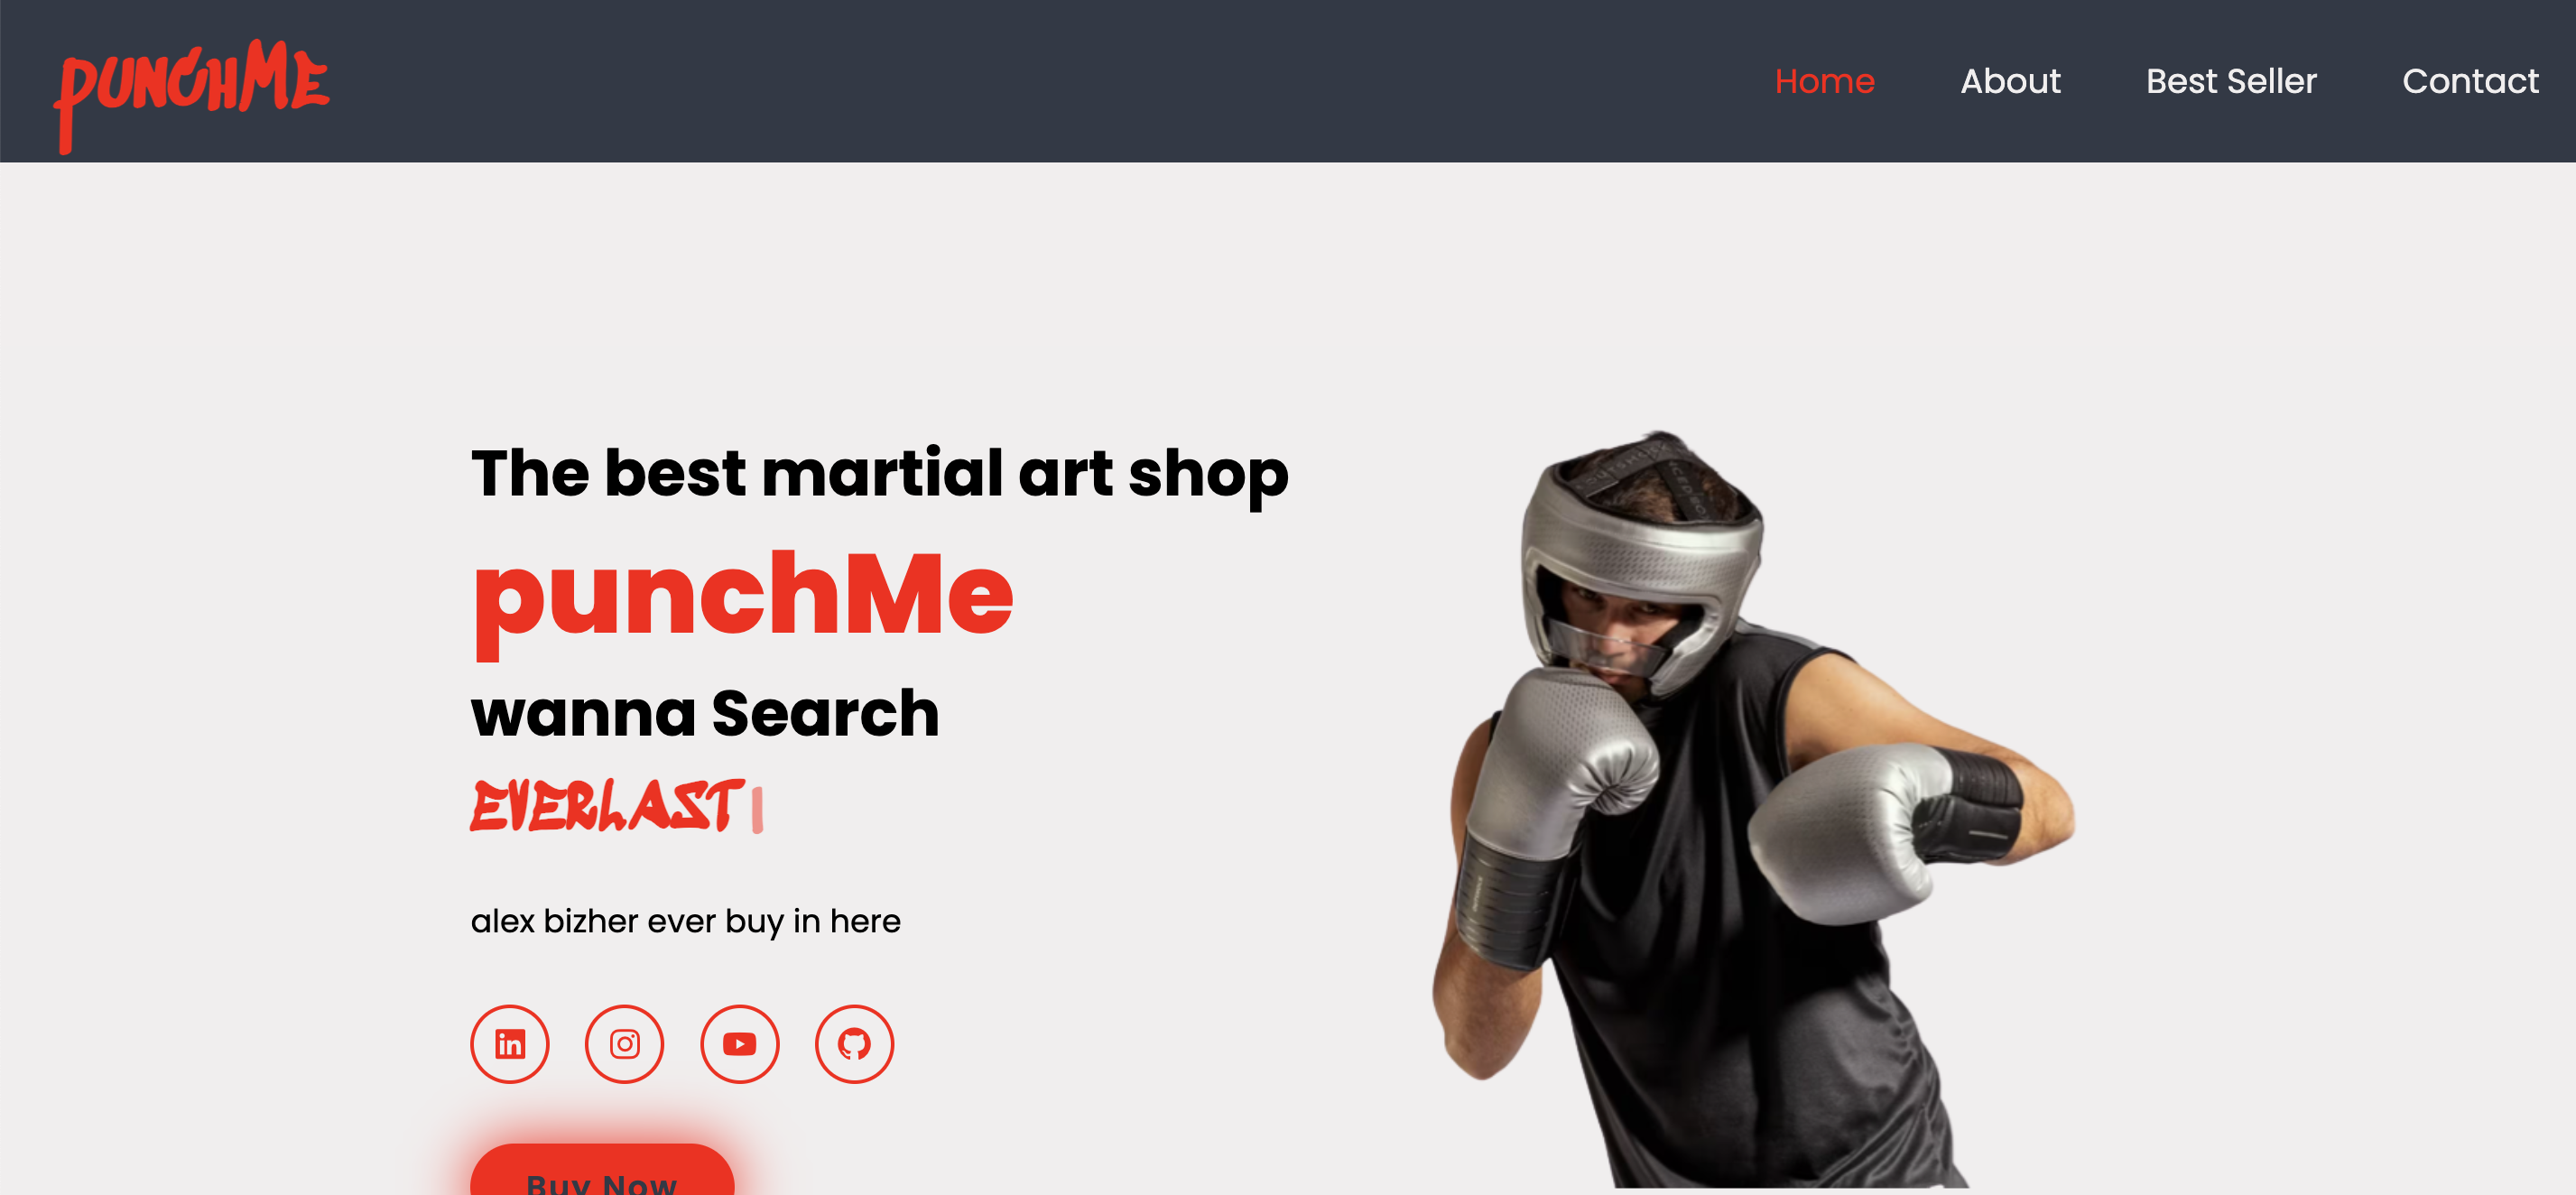 punchMe
Home About Best Seller Contact
The best martial art shop
punchMe
wanna Search
EVERLAST|
alex bizher ever buy in here
in
Buy Now